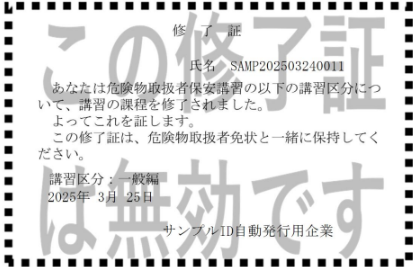 この修了証
は無効です
修 了 証
氏名 SAMP202503240011
あなたは危険物取扱者保安講習の以下の講習区分につ
いて、講習の課程を修了されました。
よってこれを証します。
この修了証は、危険物取扱者免状と一緒に保持してく
ださい。
講習区分：一般編
2025年 3月 25日
サンプルID自動発行用企業